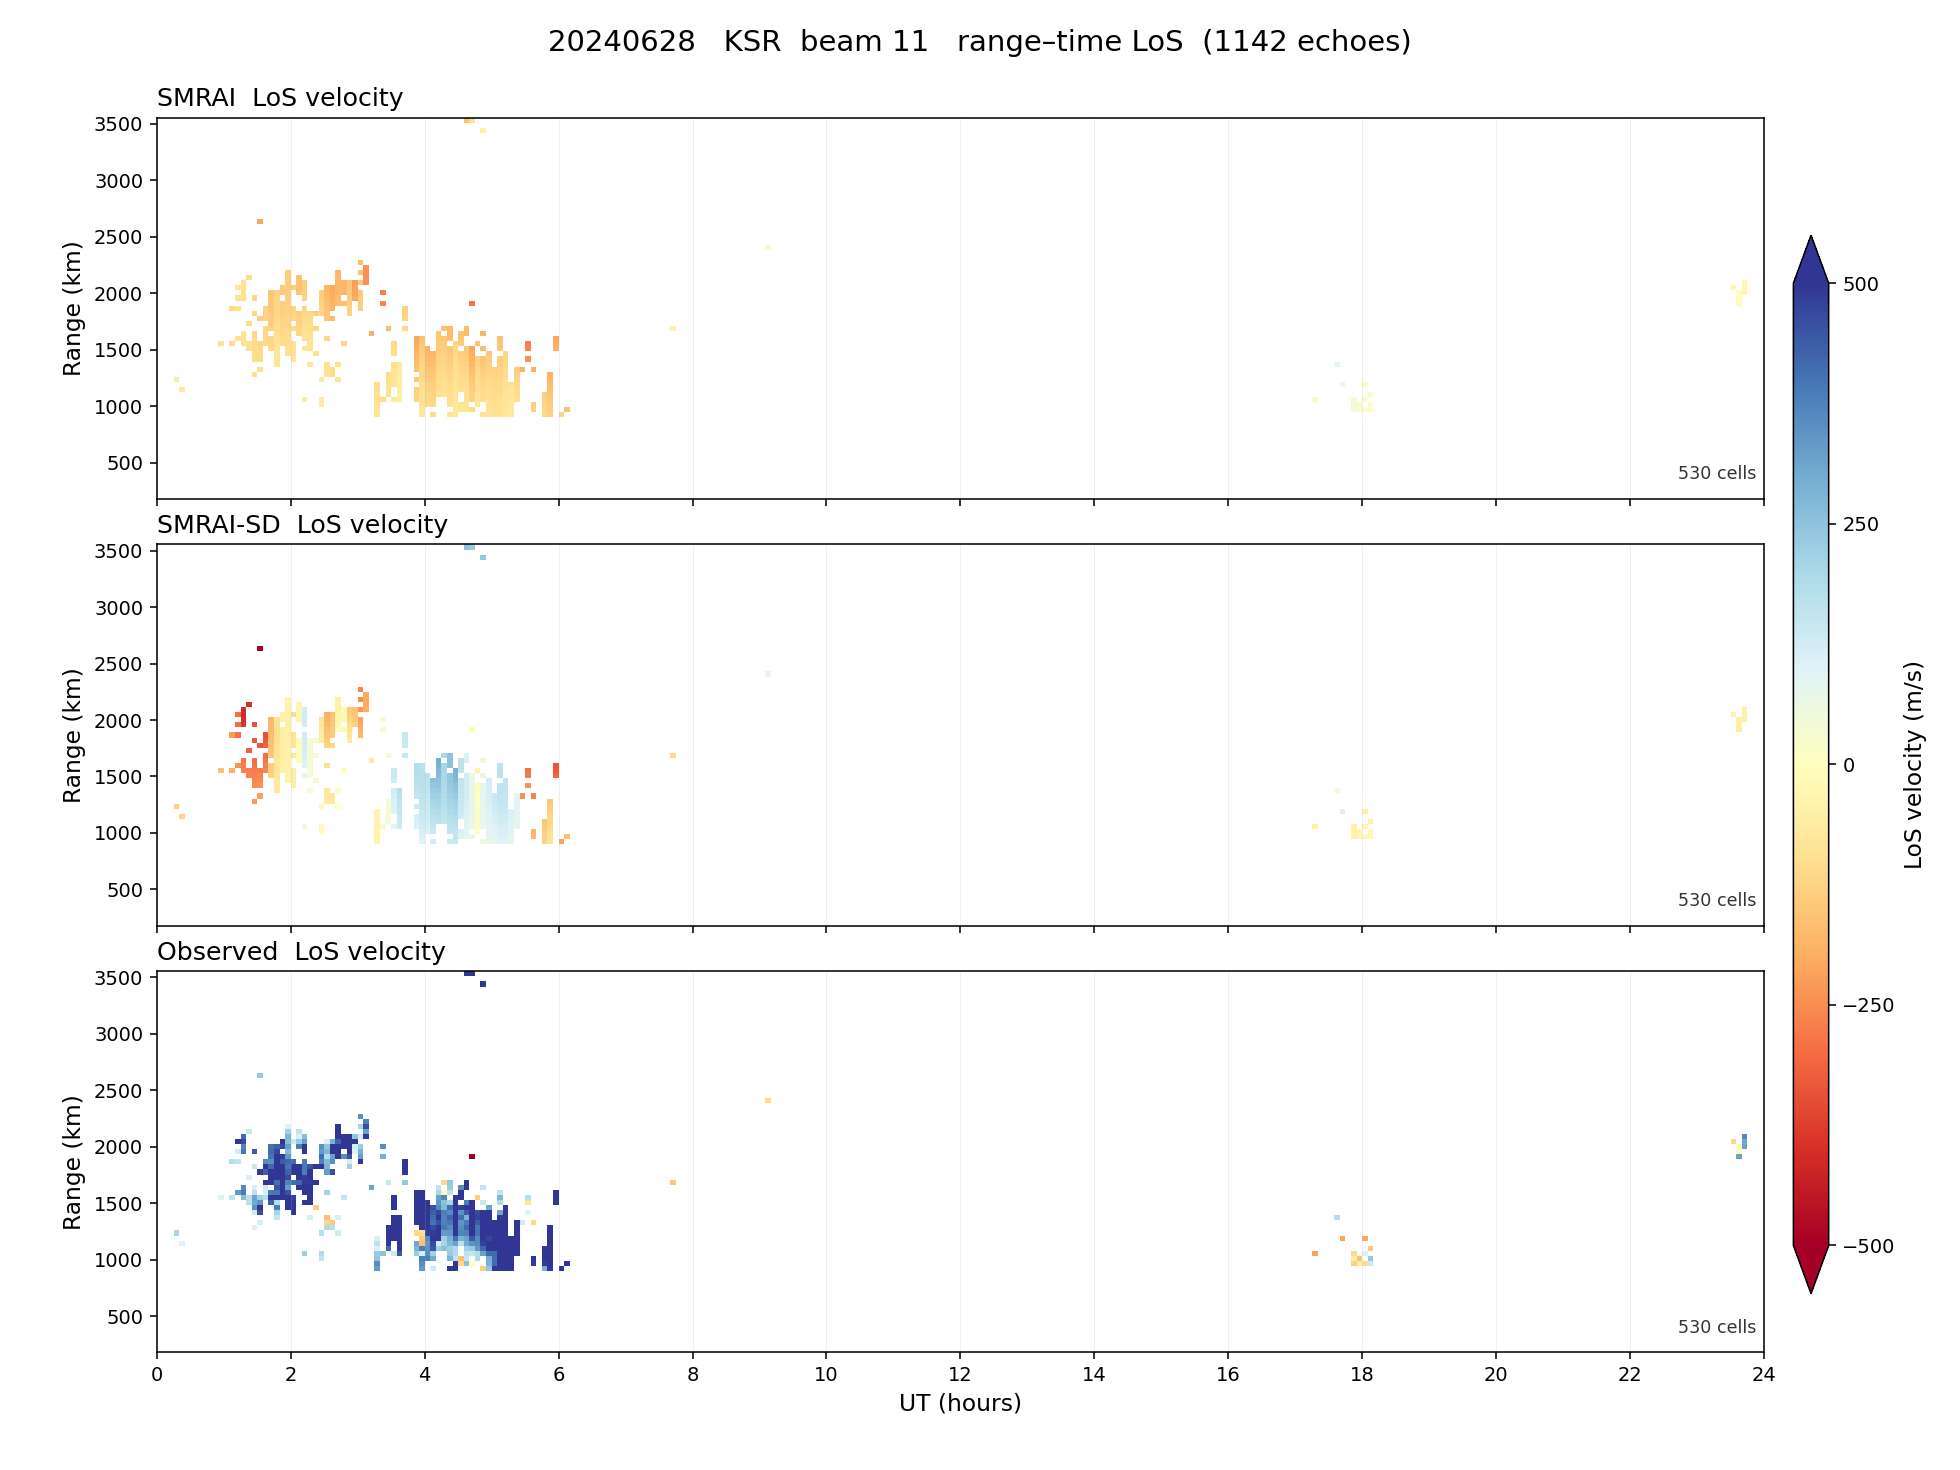 20240628 KSR beam 11 range–time LoS (1142 echoes)
SMRAI LoS velocity
3500
3000
2500
2000
1500
1000
500
Range (km)
530 cells
SMRAI-SD LoS velocity
3500
3000
2500
2000
1500
1000
500
Range (km)
530 cells
Observed LoS velocity
3500
3000
2500
2000
1500
1000
500
Range (km)
530 cells
0 2 4 6 8 10 12 14 16 18 20 22 24
UT (hours)
500
250
0
−250
−500
LoS velocity (m/s)